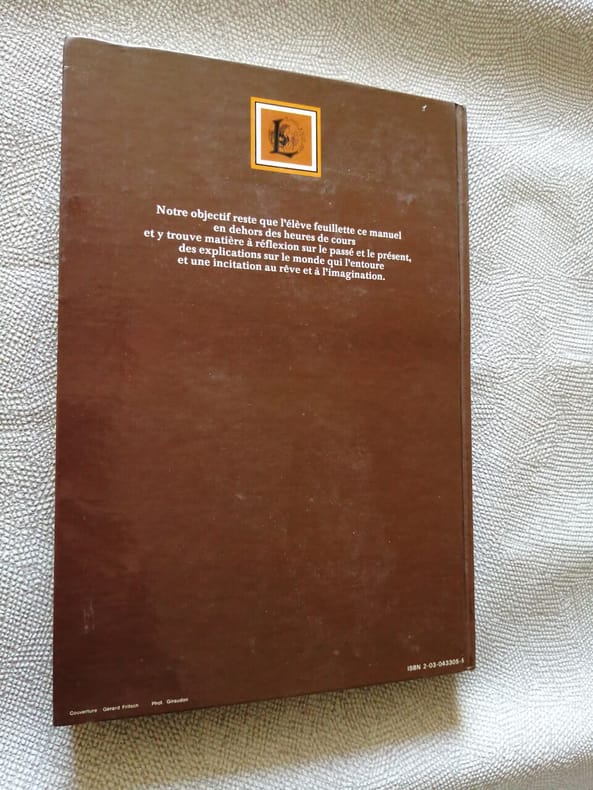 L
Notre objectif reste que l'élève feuillette ce manuel
en dehors des heures de cours
et y trouve matière à réflexion sur le passé et le présent,
des explications sur le monde qui l'entoure
et une incitation au rêve et à l'imagination.
ISBN 2-03-043305-5
Couverture : Gérard Fritsch Phot. Giraudon